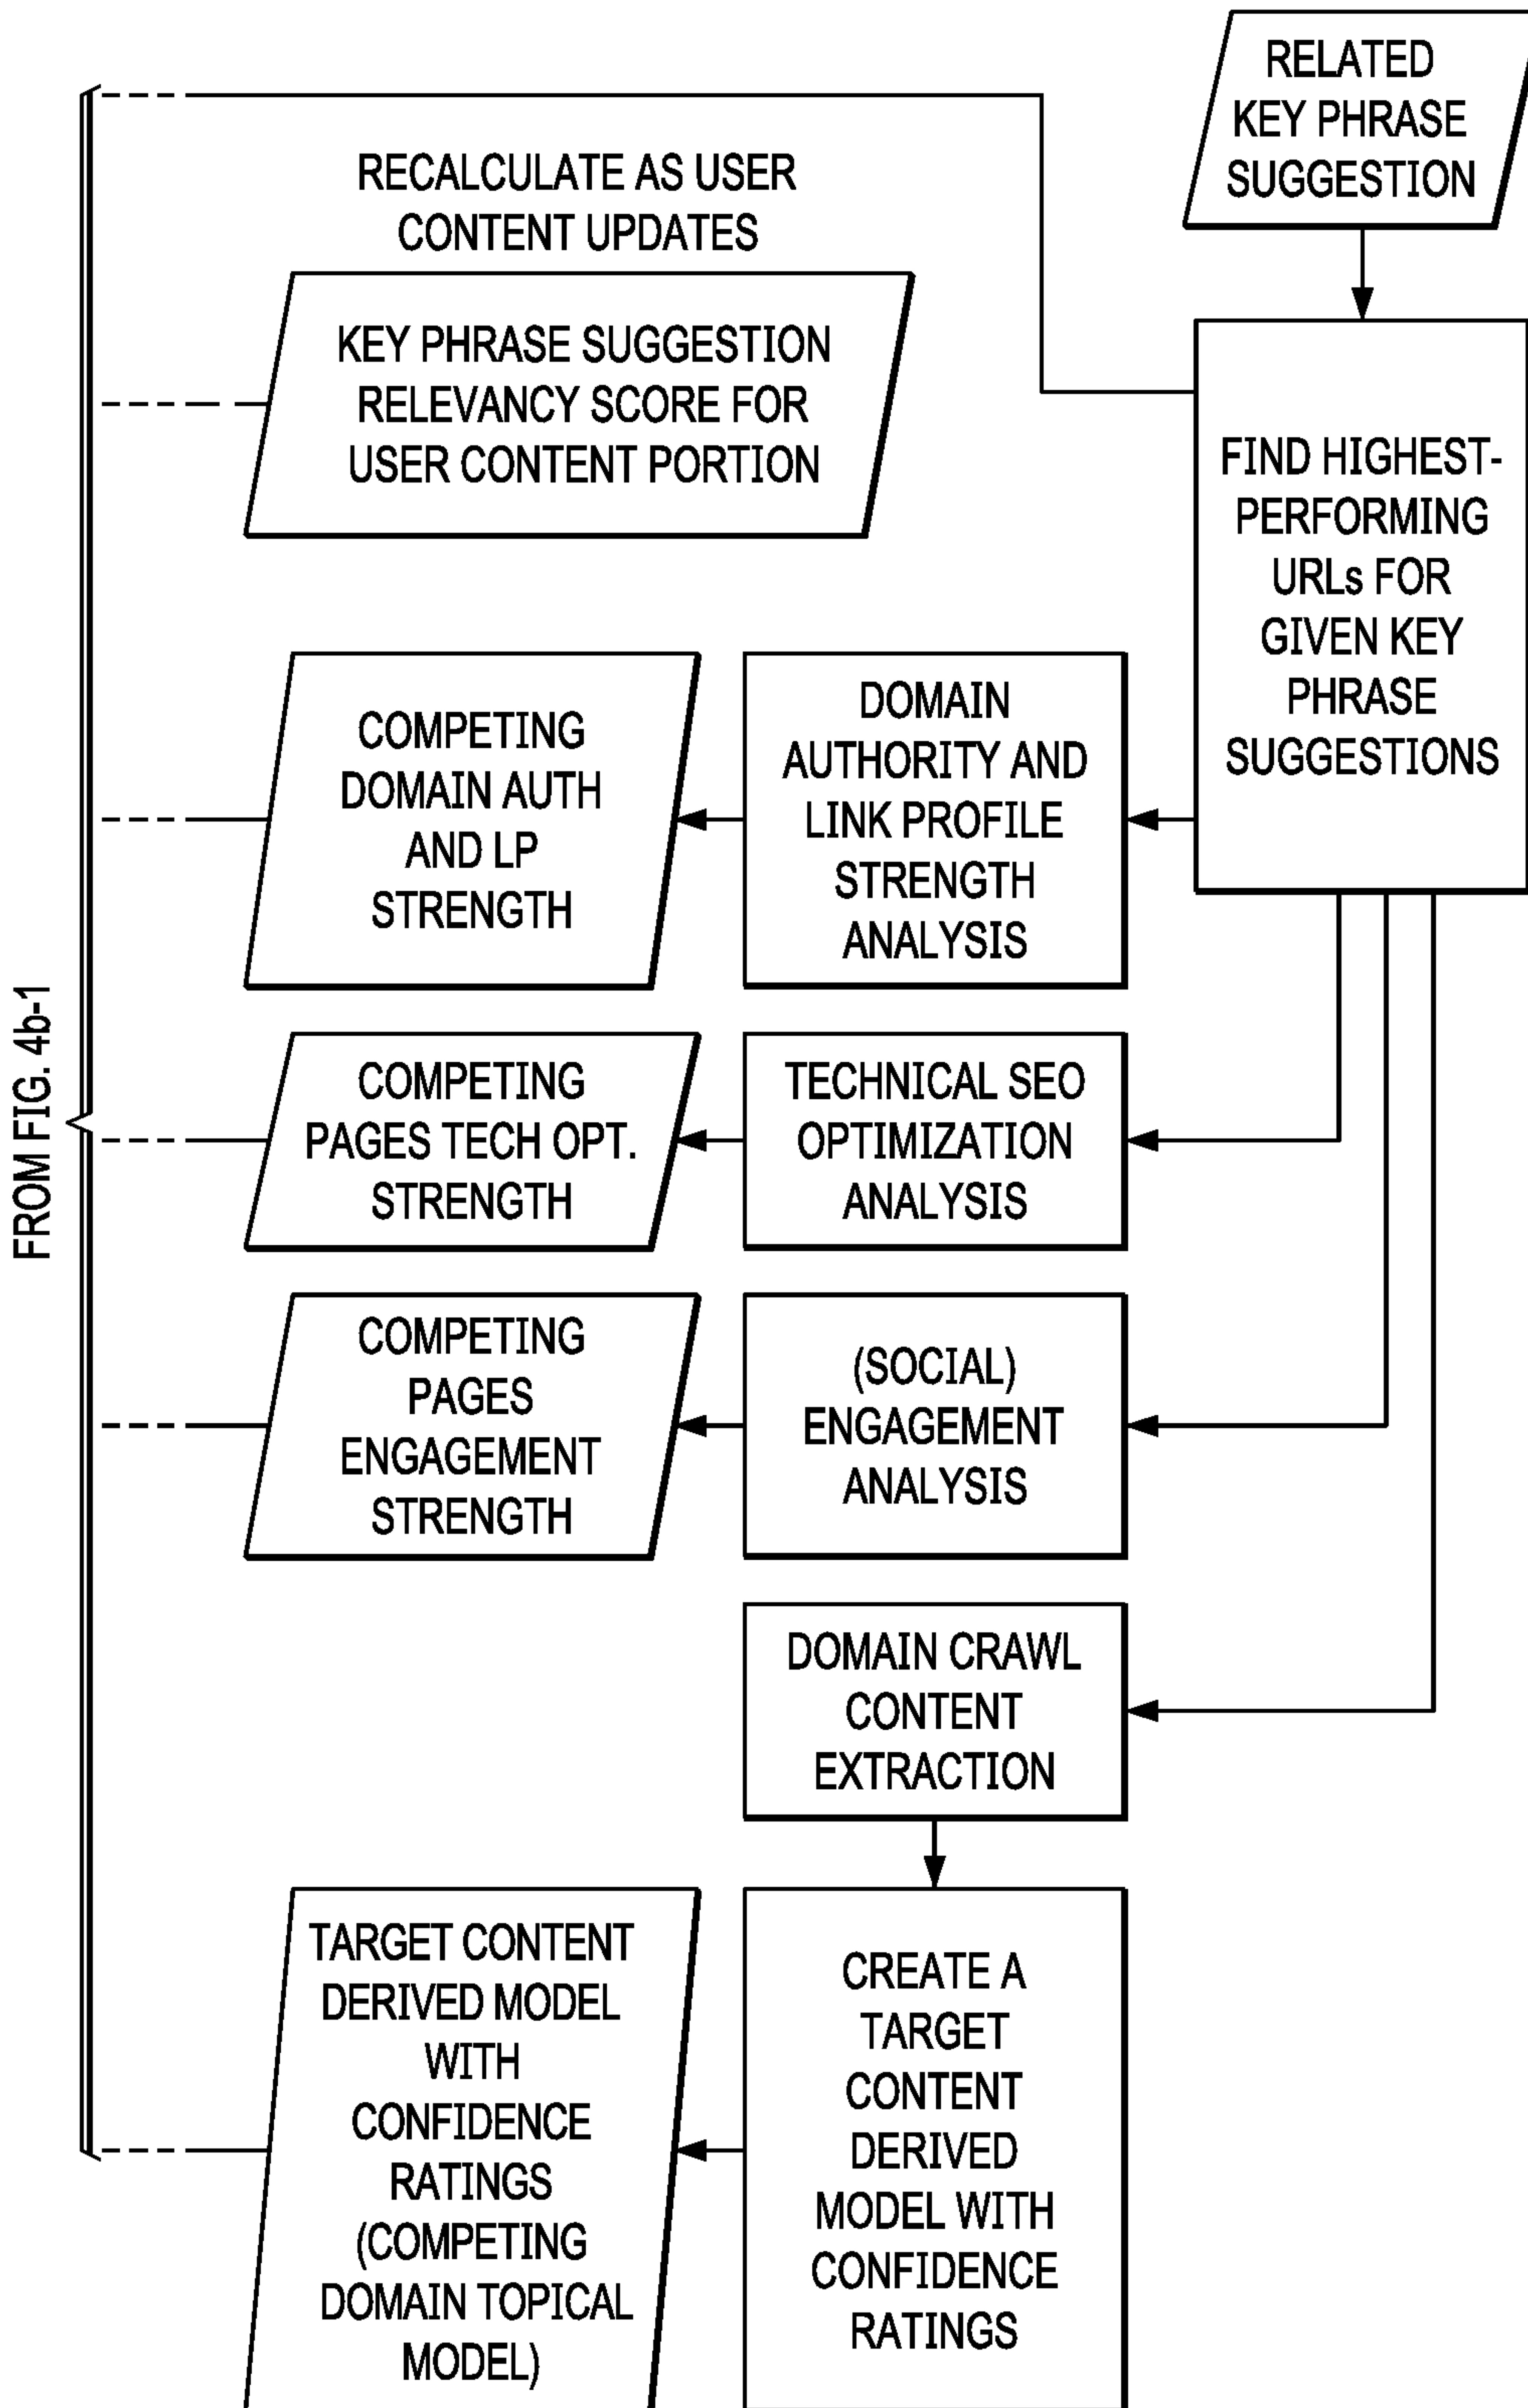 RELATED
KEY PHRASE
SUGGESTION
RECALCULATE AS USER
CONTENT UPDATES
KEY PHRASE SUGGESTION
RELEVANCY SCORE FOR
USER CONTENT PORTION
FIND HIGHEST-
PERFORMING
URLs FOR
GIVEN KEY
PHRASE
SUGGESTIONS
COMPETING
DOMAIN AUTH
AND LP
STRENGTH
DOMAIN
AUTHORITY AND
LINK PROFILE
STRENGTH
ANALYSIS
FROM FIG. 4b-1
COMPETING
PAGES TECH OPT.
STRENGTH
TECHNICAL SEO
OPTIMIZATION
ANALYSIS
COMPETING
PAGES
ENGAGEMENT
STRENGTH
(SOCIAL)
ENGAGEMENT
ANALYSIS
DOMAIN CRAWL
CONTENT
EXTRACTION
TARGET CONTENT
DERIVED MODEL
WITH
CONFIDENCE
RATINGS
(COMPETING
DOMAIN TOPICAL
MODEL)
CREATE A
TARGET
CONTENT
DERIVED
MODEL WITH
CONFIDENCE
RATINGS